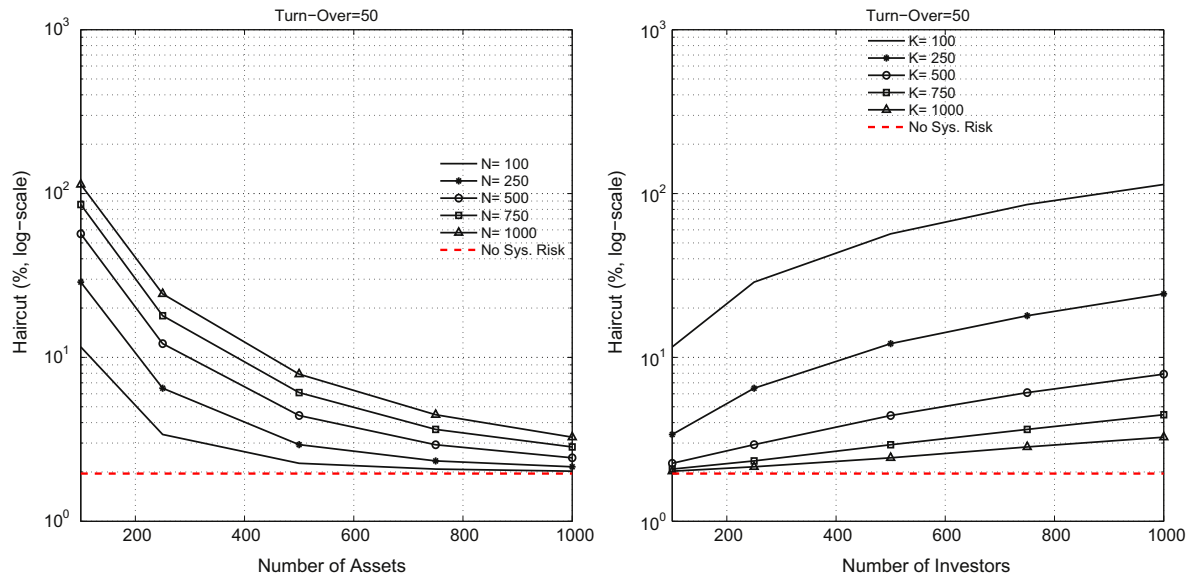 Turn−Over=50
10^3
10^2
10^1
10^0
Haircut (%, log−scale)
N= 100
N= 250
N= 500
N= 750
N= 1000
No Sys. Risk
200
400
600
800
1000
Number of Assets
Turn−Over=50
10^3
10^2
10^1
10^0
Haircut (%, log−scale)
K= 100
K= 250
K= 500
K= 750
K= 1000
No Sys. Risk
200
400
600
800
1000
Number of Investors